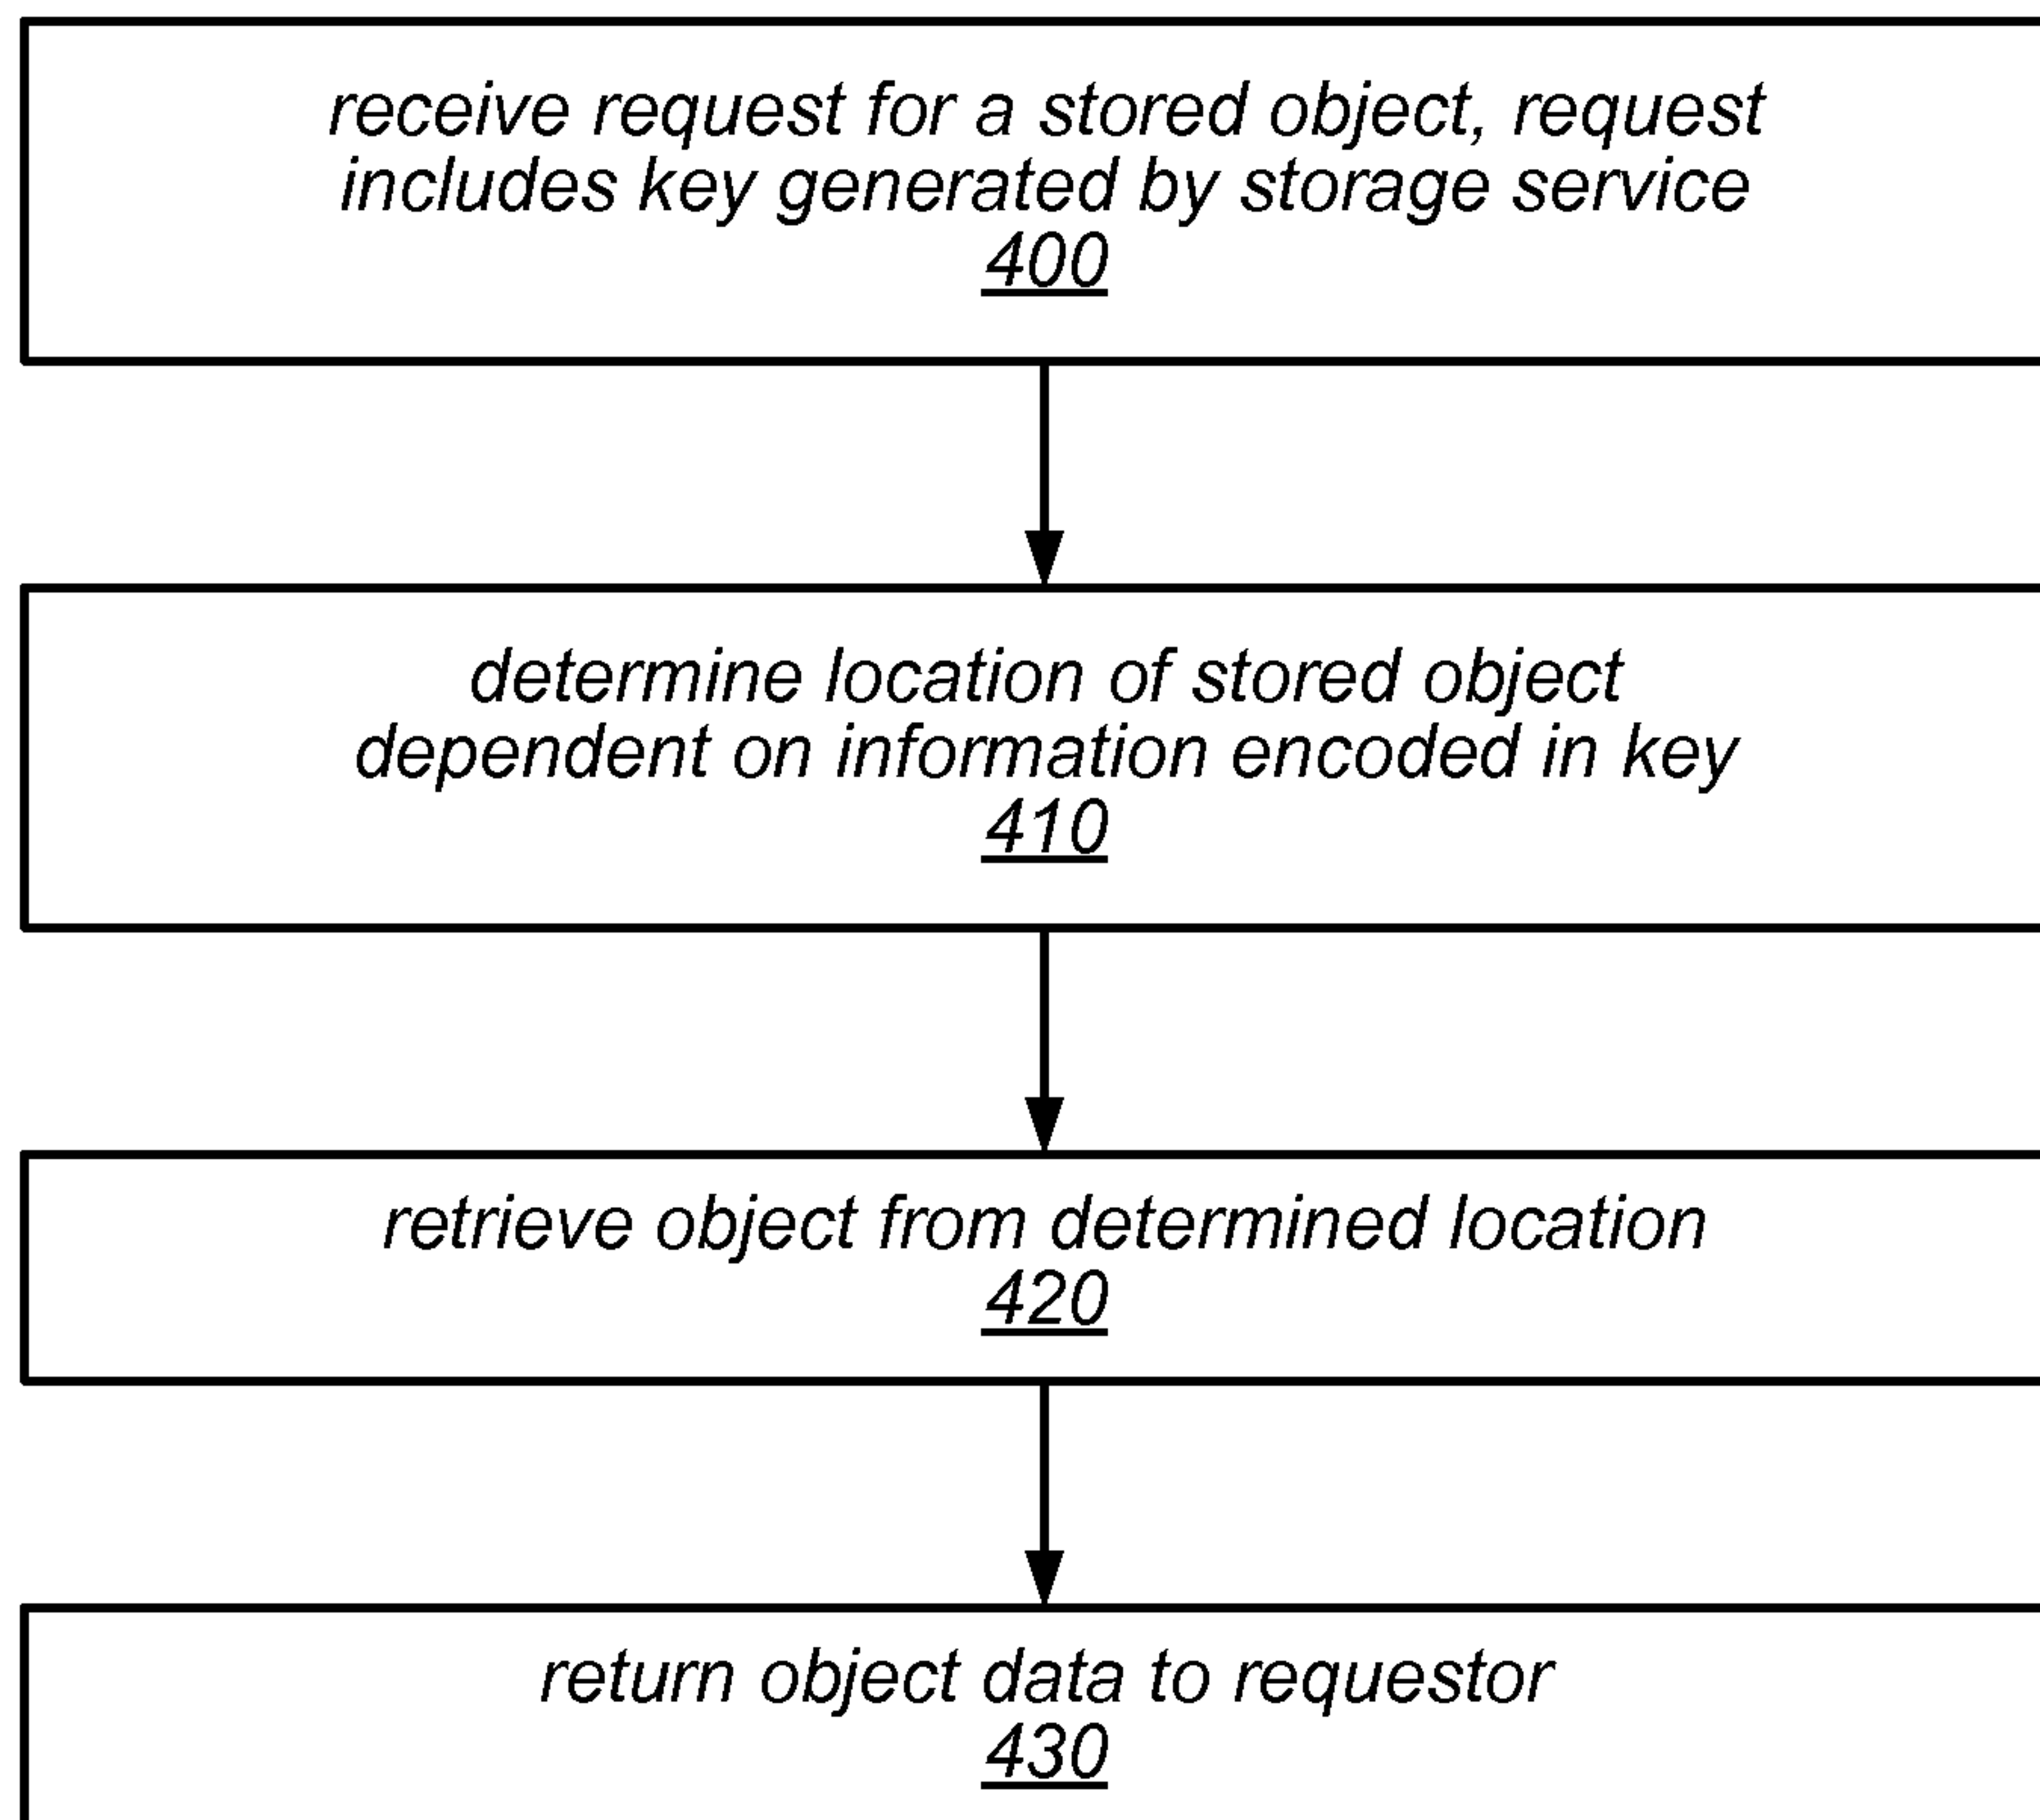 receive request for a stored object, request
includes key generated by storage service
400
determine location of stored object
dependent on information encoded in key
410
retrieve object from determined location
420
return object data to requestor
430